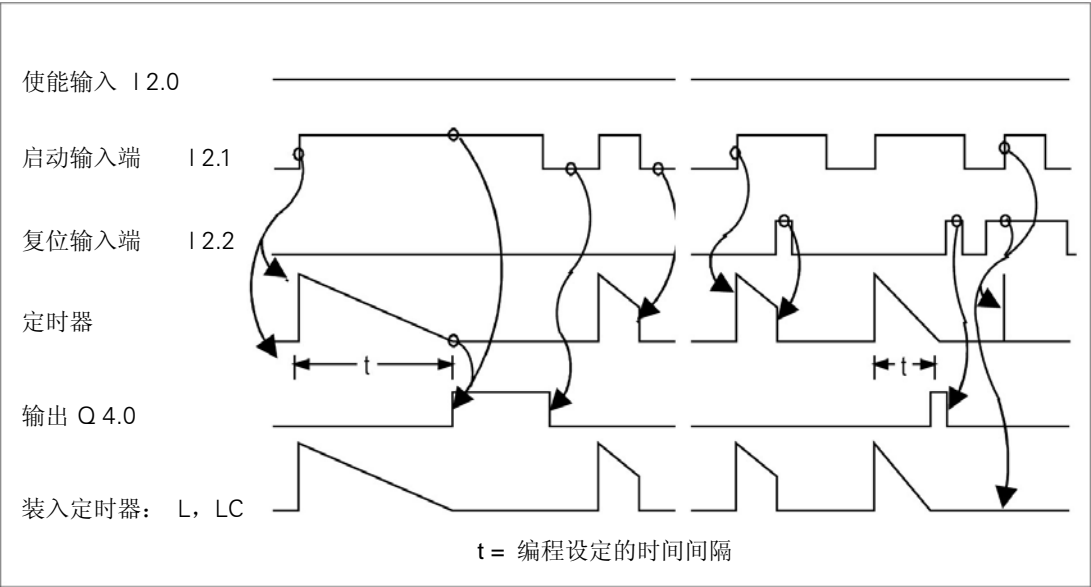 使能输入 I 2.0
启动输入端 I 2.1
复位输入端 I 2.2
定时器
t
t
输出 Q 4.0
装入定时器： L，LC
t = 编程设定的时间间隔